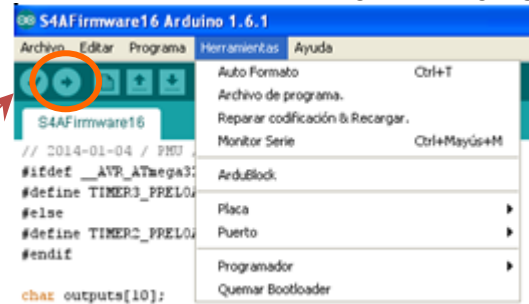 S4AFirmware16 Arduino 1.6.1
Archivo Editar Programa Herramientas Ayuda
Auto Formato Ctrl+T
Archivo de programa.
Reparar codificación & Recargar.
Monitor Serie Ctrl+Mayús+M
ArduBlock
Placa
Puerto
Programador
Quemar Bootloader
S4AFirmware16
// 2014-01-04 / PMU
#ifdef __AVR_ATmega32
#define TIMER3_PRELOA
#else
#define TIMER2_PRELOA
#endif
char outputs[10];